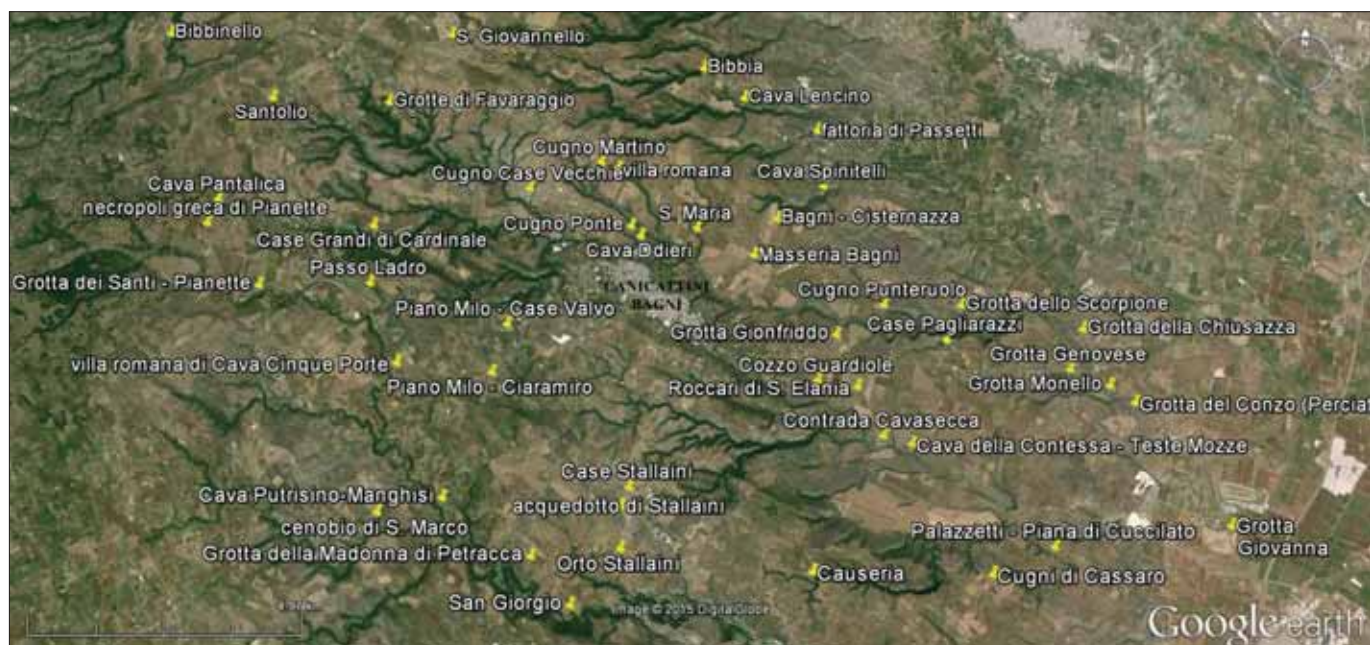 Bibbinello
S. Giovannello
Bibbia
Santolio
Grotte di Favaraggio
Cava Lencino
fattoria di Passetti
Cugno Martino
Cugno Case Vecchie
villa romana
Cava Spinitelli
Cava Pantalica
necropoli greca di Pianette
Case Grandi di Cardinale
Cugno Ponte
S. Maria
Bagni - Cisternazza
Cava Ddieri
Masseria Bagni
Grotta dei Santi - Pianette
Passo Ladro
CANICATTINI
BAGNI
Piano Milo - Case Valvo
Cugno Punteruolo
Grotta dello Scorpione
Grotta Gionfriddo
Case Pagliarazzi
Grotta della Chiusazza
villa romana di Cava Cinque Porte
Piano Milo - Ciaramiro
Cozzo Guardiole
Roccari di S. Elania
Grotta Genovese
Grotta Monello
Grotta del Conzo (Perciat
Contrada Cavasecca
Cava della Contessa - Teste Mozze
Case Stallaini
Cava Putrisino-Manghisi
acquedotto di Stallaini
cenobio di S. Marco
Grotta della Madonna di Petracca
Orto Stallaini
Palazzetti - Piana di Cuccilato
Grotta
Giovanna
Causeria
Cugni di Cassaro
San Giorgio
Image © 2015 DigitalGlobe
Google earth